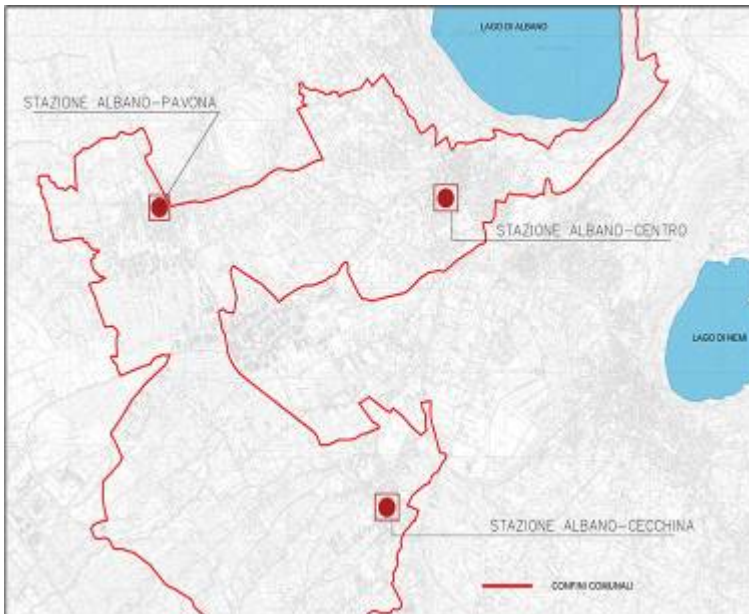 LAGO DI ALBANO
STAZIONE ALBANO-PAVONA
STAZIONE ALBANO-CENTRO
LAGO DI NEMI
STAZIONE ALBANO-CECCHINA
CONFINI COMUNALI